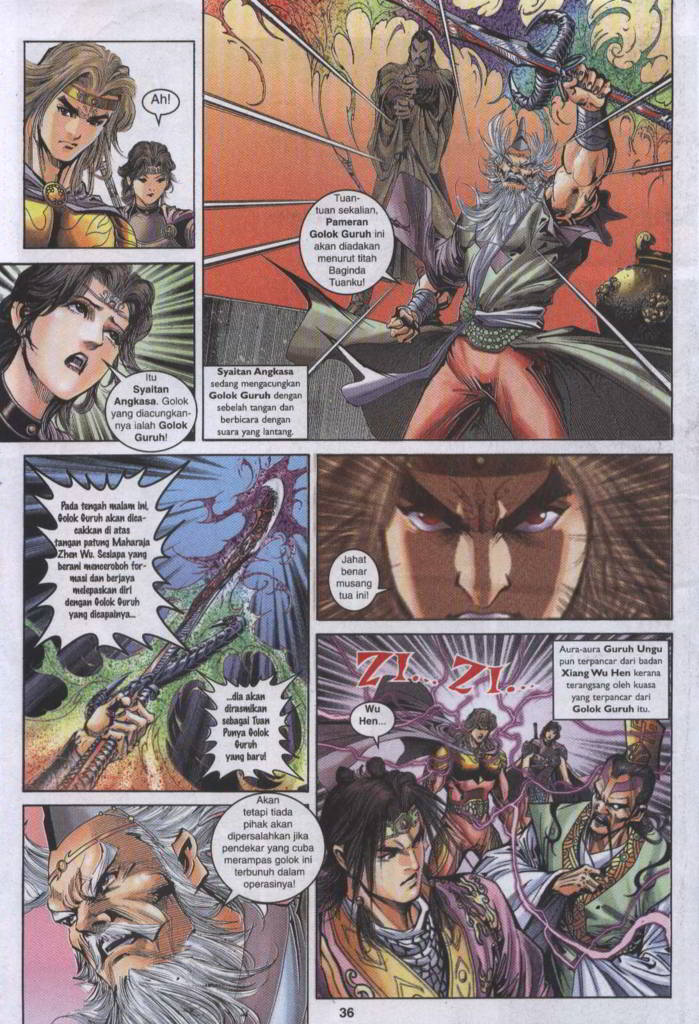 Ah!
Tuan-
tuan sekalian,
Pameran
Golok Guruh ini
akan diadakan
menurut titah
Baginda
Tuanku!
Itu
Syaitan
Angkasa. Golok
yang diacungkan-
nya ialah Golok
Guruh!
Syaitan Angkasa
sedang mengacungkan
Golok Guruh dengan
sebelah tangan dan
berbicara dengan
suara yang lantang.
Pada tengah malam ini,
Golok Guruh akan dica-
cakkan di atas
tangan patung Maharaja
Zhen Wu. Sesiapa yang
berani menceroboh for-
masi dan berjaya
melepaskan diri
dengan Golok Guruh
yang dicapainya...
...dia akan
dirasmikan
sebagai Tuan
Punya Golok
Guruh
yang baru!
Jahat
benar
musang
tua ini!
Akan
tetapi tiada
pihak akan
dipersalahkan jika
pendekar yang cuba
merampas golok ini
terbunuh dalam
operasinya!
Aura-aura Guruh Ungu
pun terpancar dari badan
Xiang Wu Hen kerana
terangsang oleh kuasa
yang terpancar dari
Golok Guruh itu.
ZI... ZI...
Wu
Hen...
36